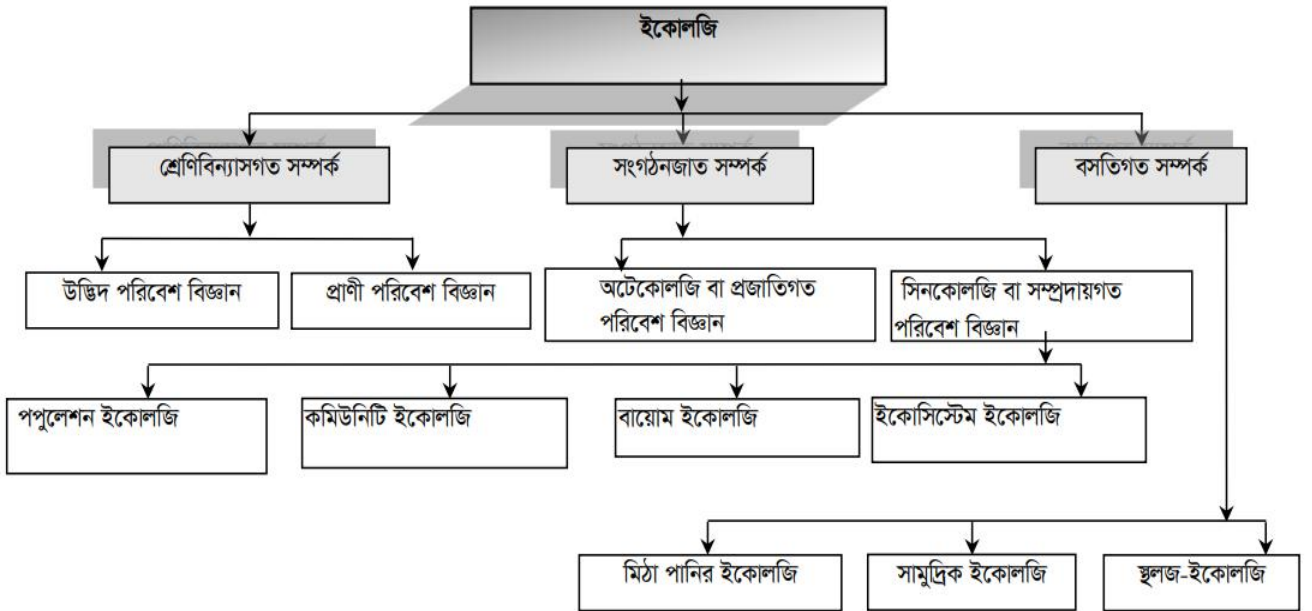 ইকোলজি
শ্রেণিবিন্যাসগত সম্পর্ক
সংগঠনজাত সম্পর্ক
বসতিগত সম্পর্ক
উদ্ভিদ পরিবেশ বিজ্ঞান
প্রাণী পরিবেশ বিজ্ঞান
অটেকোলজি বা প্রজাতিগত
পরিবেশ বিজ্ঞান
সিনকোলজি বা সম্প্রদায়গত
পরিবেশ বিজ্ঞান
পপুলেশন ইকোলজি
কমিউনিটি ইকোলজি
বায়োম ইকোলজি
ইকোসিস্টেম ইকোলজি
মিঠা পানির ইকোলজি
সামুদ্রিক ইকোলজি
স্থলজ-ইকোলজি